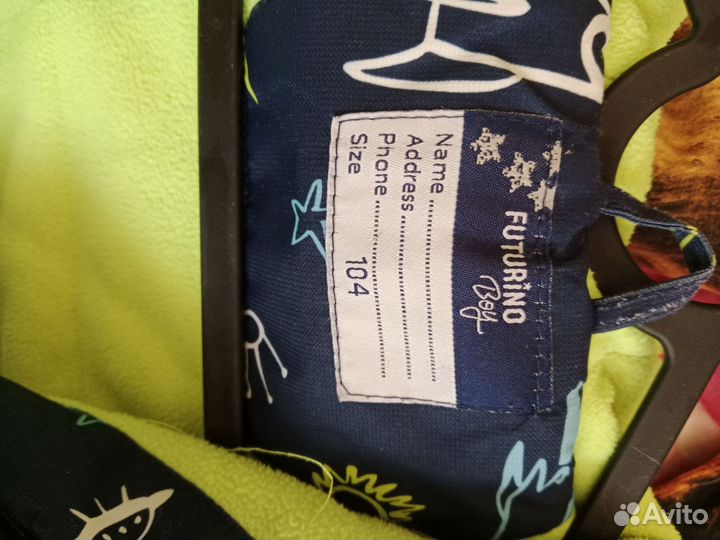 FUTURiNO
Boy
Name
Address
Phone
Size 104
Avito